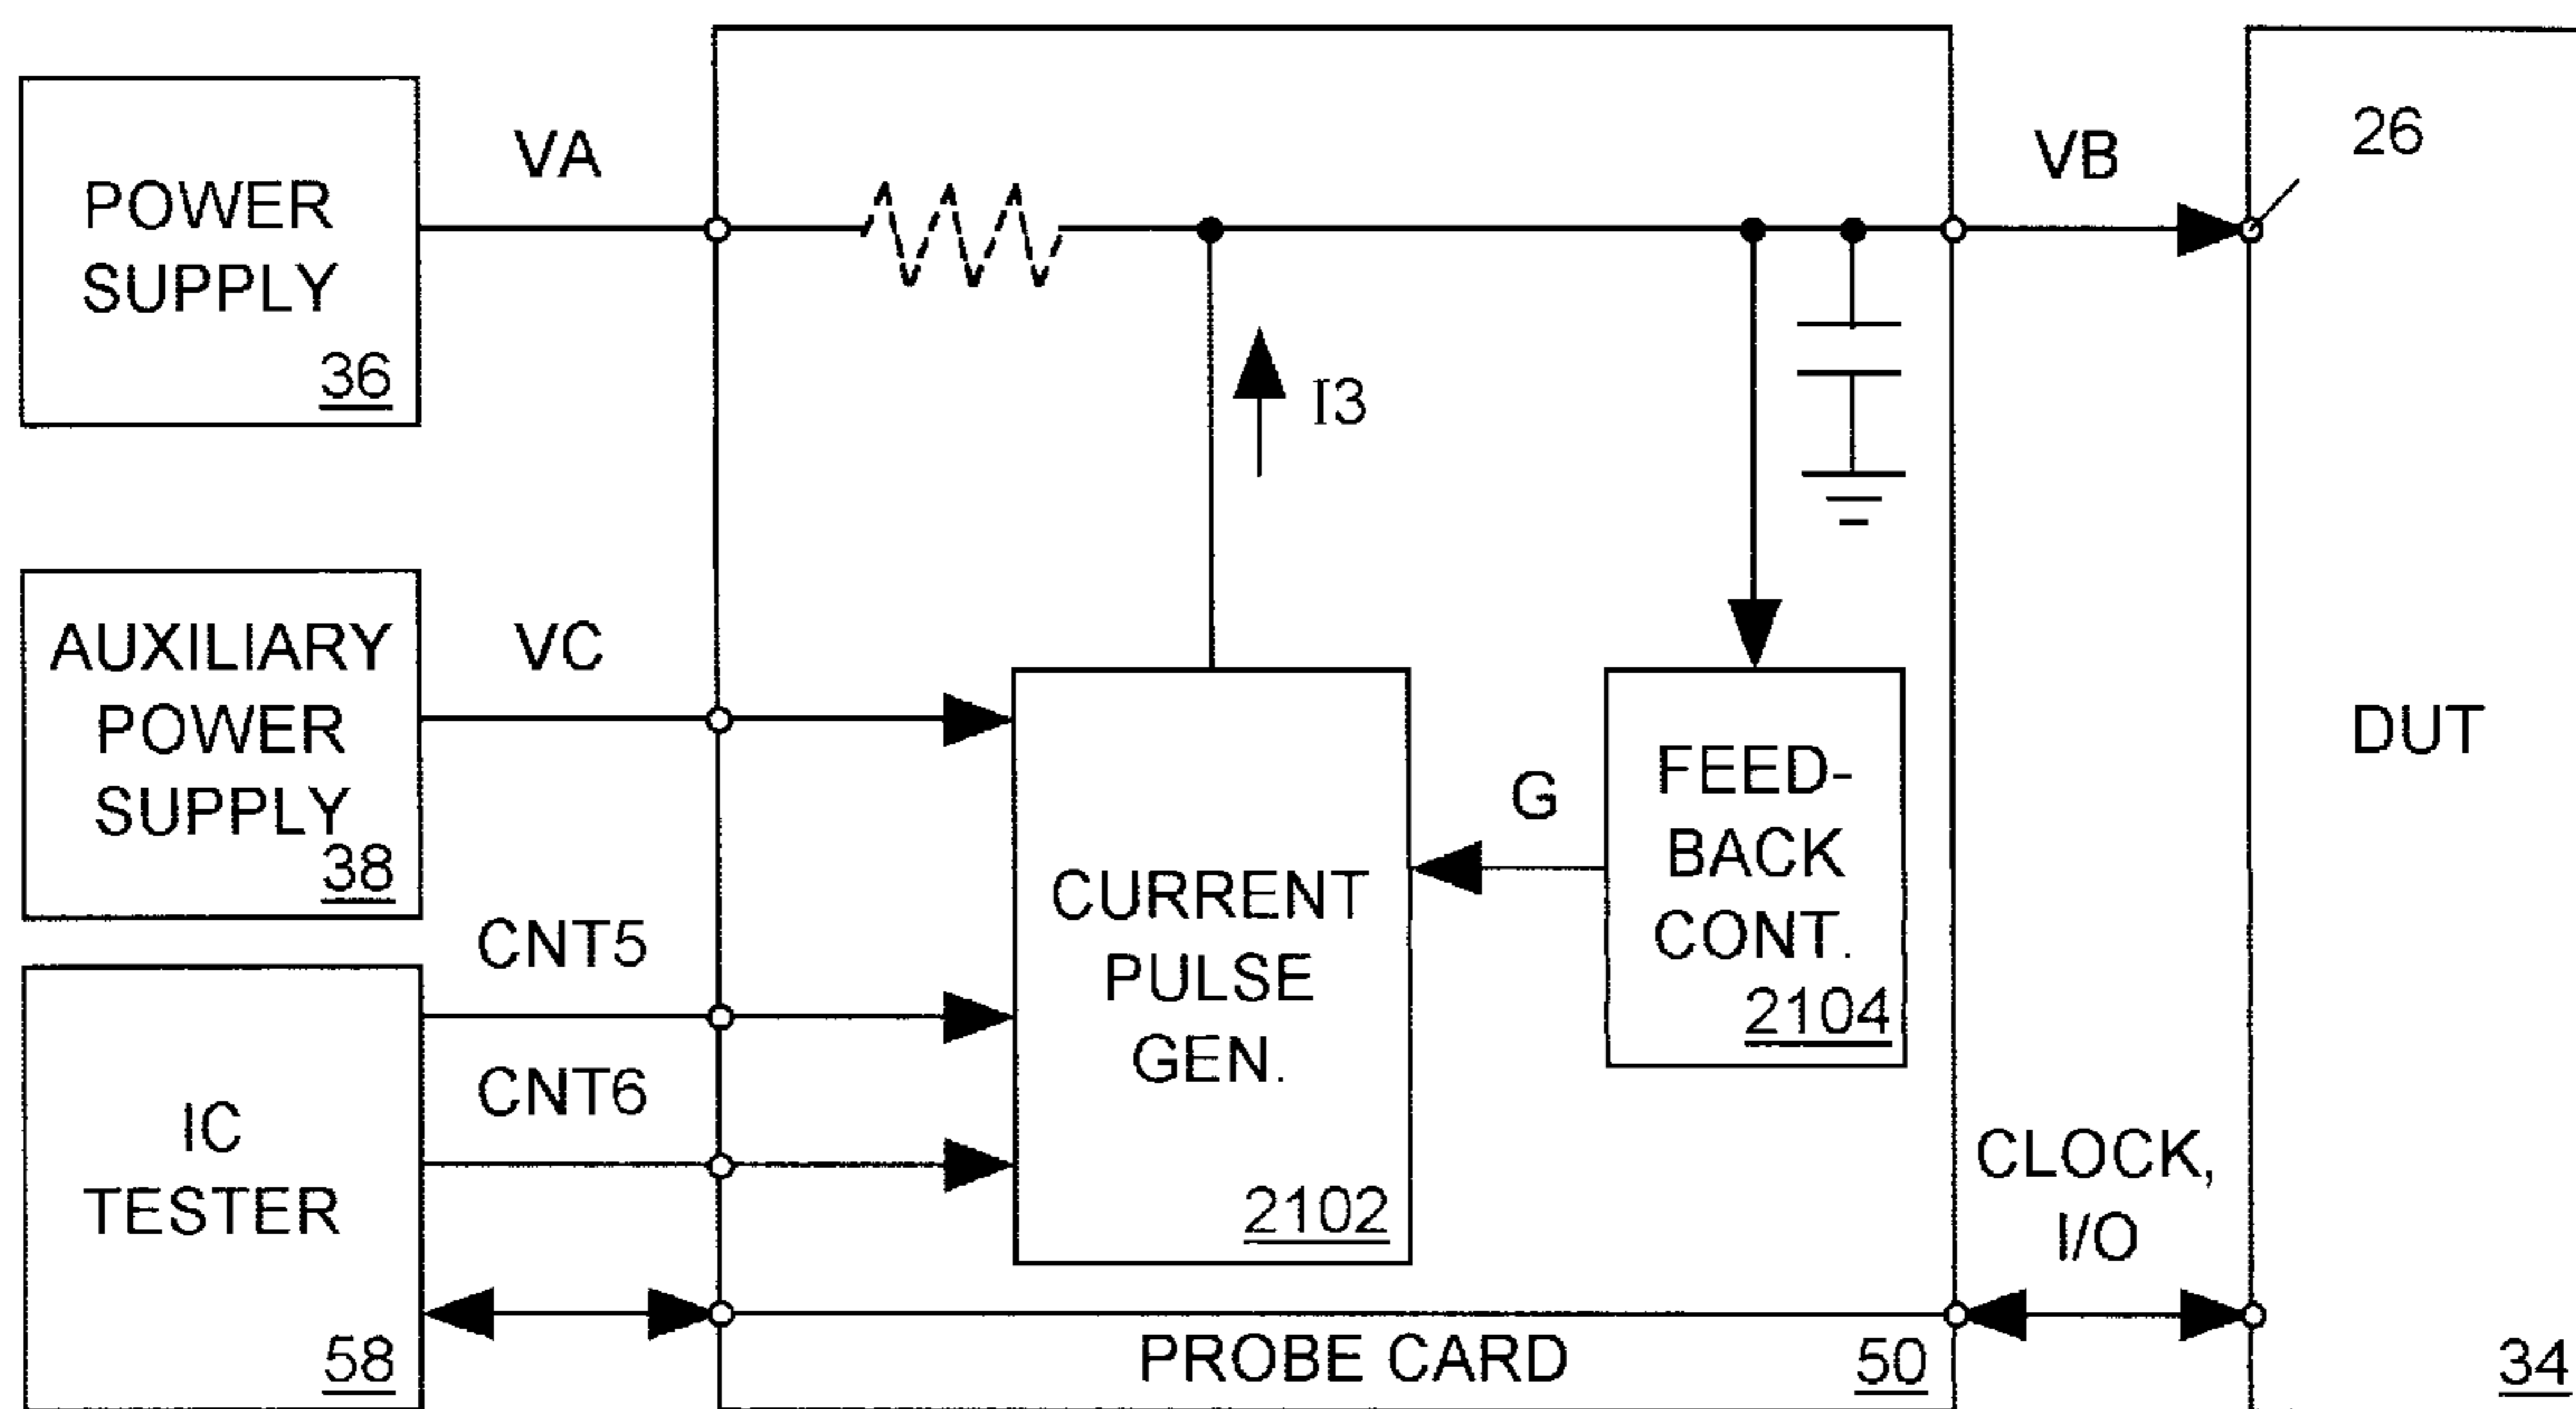 POWER
SUPPLY
36
VA
VB
26
I3
AUXILIARY
POWER
SUPPLY
38
VC
CNT5
CNT6
IC
TESTER
58
CURRENT
PULSE
GEN.
2102
G
FEED-
BACK
CONT.
2104
DUT
CLOCK,
I/O
PROBE CARD
50
34